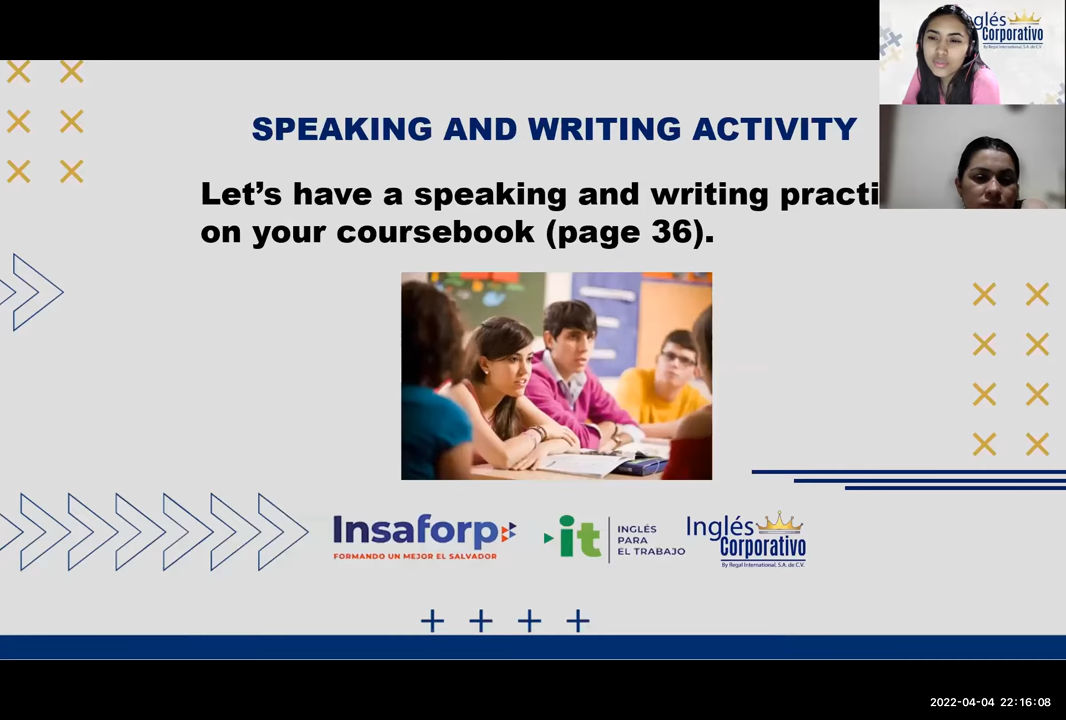 glés
Corporativo
By Regal International, S.A. de C.V.
SPEAKING AND WRITING ACTIVITY
Let's have a speaking and writing practi
on your coursebook (page 36).
Insaforp
FORMANDO UN MEJOR EL SALVADOR
it
INGLÉS
PARA
EL TRABAJO
Inglés
Corporativo
By Regal International, S.A. de C.V.
2022-04-04 22:16:08